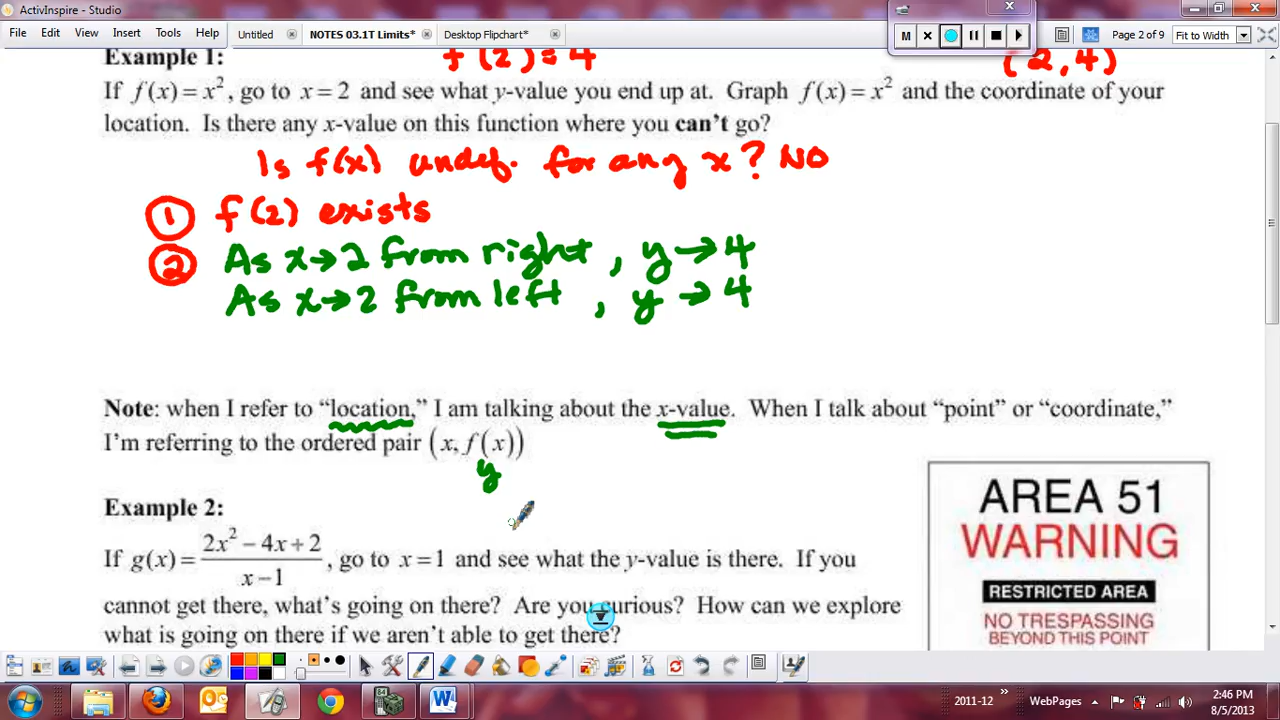 ActivInspire - Studio
File Edit View Insert Tools Help Untitled NOTES 03.1T Limits* Desktop Flipchart* Page 2 of 9 Fit to Width
M
Example 1: f(2) = 4 (2,4)
If f(x) = x², go to x = 2 and see what y-value you end up at. Graph f(x) = x² and the coordinate of your
location. Is there any x-value on this function where you can't go?
Is f(x) undef. for any x? NO
① f(2) exists
② As x→2 from right, y→4
As x→2 from left, y→4
Note: when I refer to "location," I am talking about the x-value. When I talk about "point" or "coordinate,"
I'm referring to the ordered pair (x, f(x))
y
Example 2:
If g(x) = (2x² − 4x + 2)/(x − 1), go to x = 1 and see what the y-value is there. If you
cannot get there, what's going on there? Are you curious? How can we explore
what is going on there if we aren't able to get there?
AREA 51
WARNING
RESTRICTED AREA
NO TRESPASSING
BEYOND THIS POINT
2011-12 WebPages 2:46 PM
8/5/2013